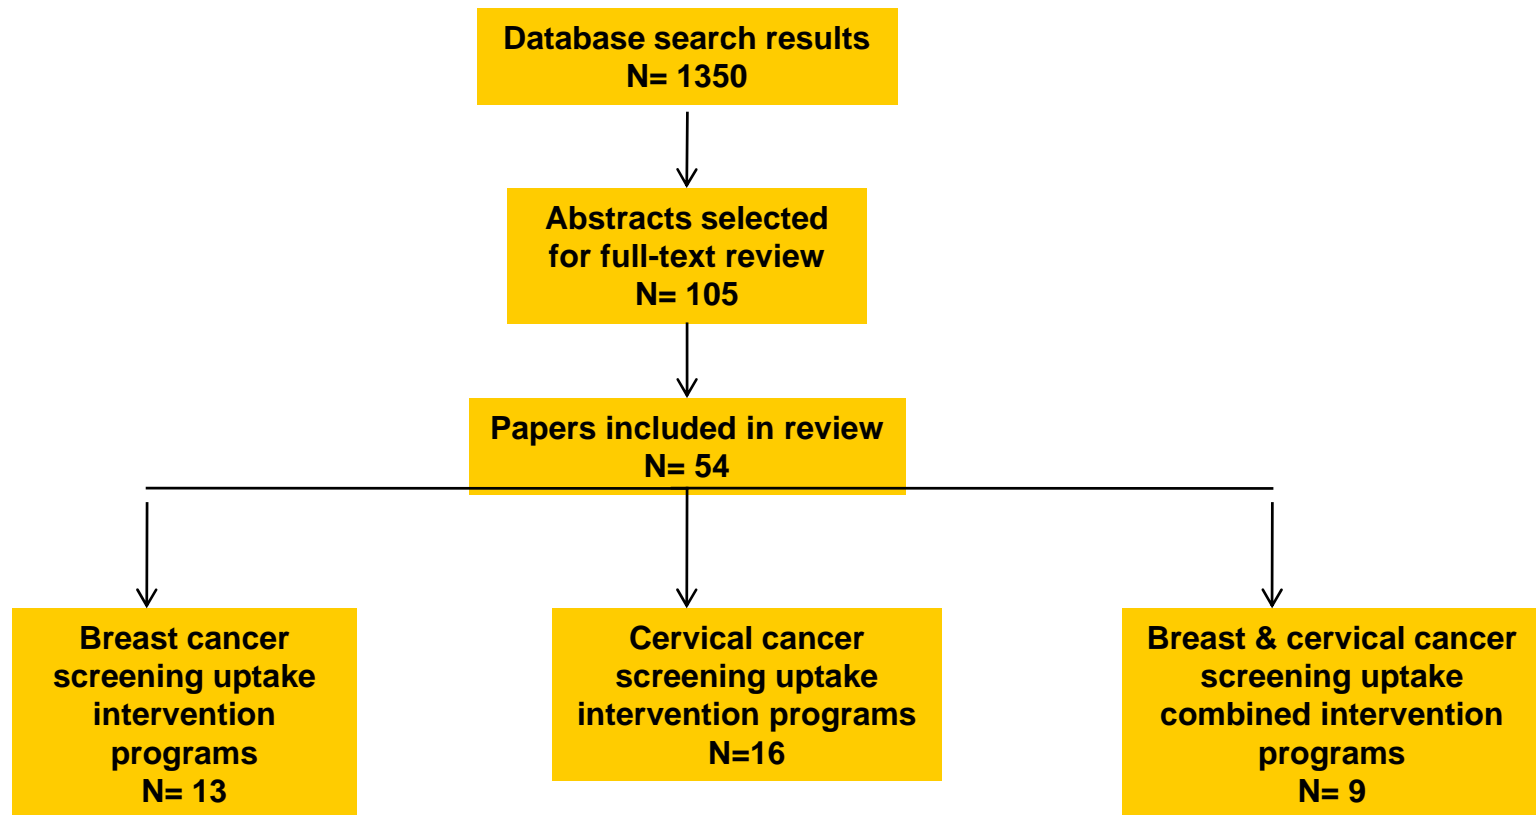 Database search results
N= 1350
Abstracts selected
for full-text review
N= 105
Papers included in review
N= 54
Breast cancer
screening uptake
intervention
programs
N= 13
Cervical cancer
screening uptake
intervention programs
N=16
Breast & cervical cancer
screening uptake
combined intervention
programs
N= 9